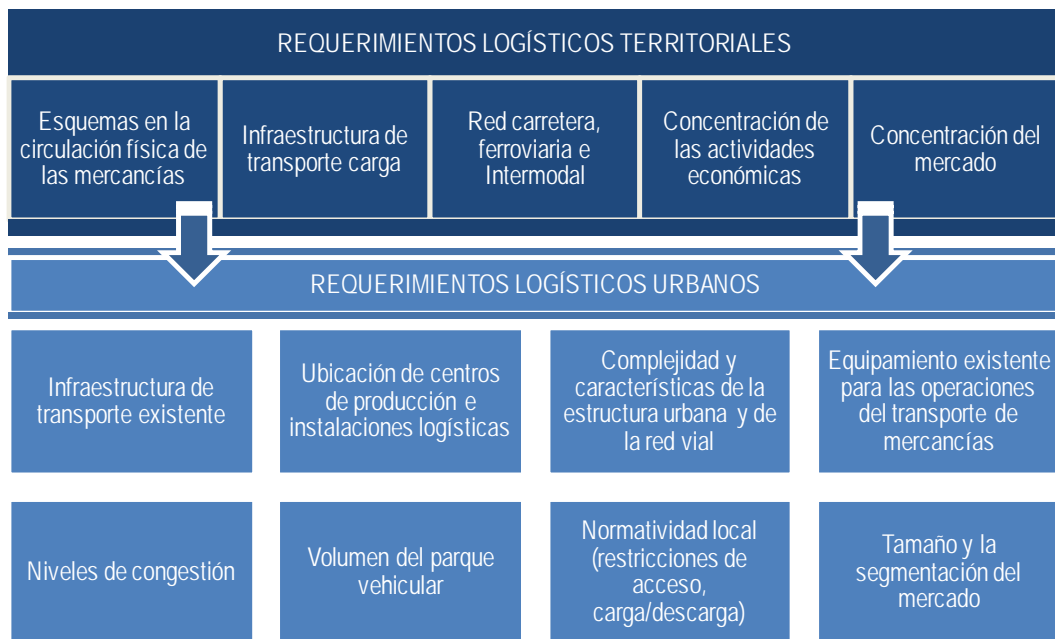 REQUERIMIENTOS LOGÍSTICOS TERRITORIALES
Esquemas en la
circulación física de
las mercancías
Infraestructura de
transporte carga
Red carretera,
ferroviaria e
Intermodal
Concentración de
las actividades
económicas
Concentración del
mercado
REQUERIMIENTOS LOGÍSTICOS URBANOS
Infraestructura de
transporte existente
Ubicación de centros
de producción e
instalaciones logísticas
Complejidad y
características de la
estructura urbana y de
la red vial
Equipamiento existente
para las operaciones
del transporte de
mercancías
Niveles de congestión
Volumen del parque
vehicular
Normatividad local
(restricciones de
acceso,
carga/descarga)
Tamaño y la
segmentación del
mercado